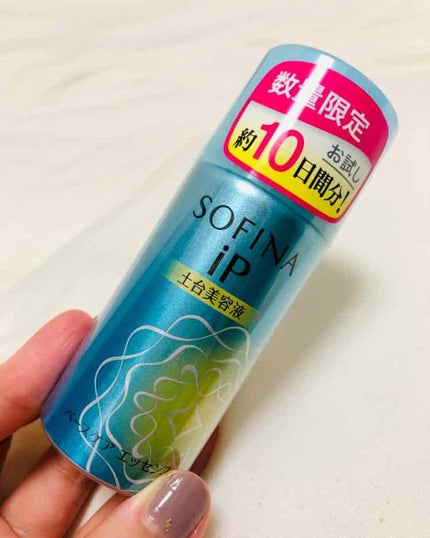 数量限定
お試し
約10日間分!
SOFINA
iP
土台美容液
ベースケア エッセンス